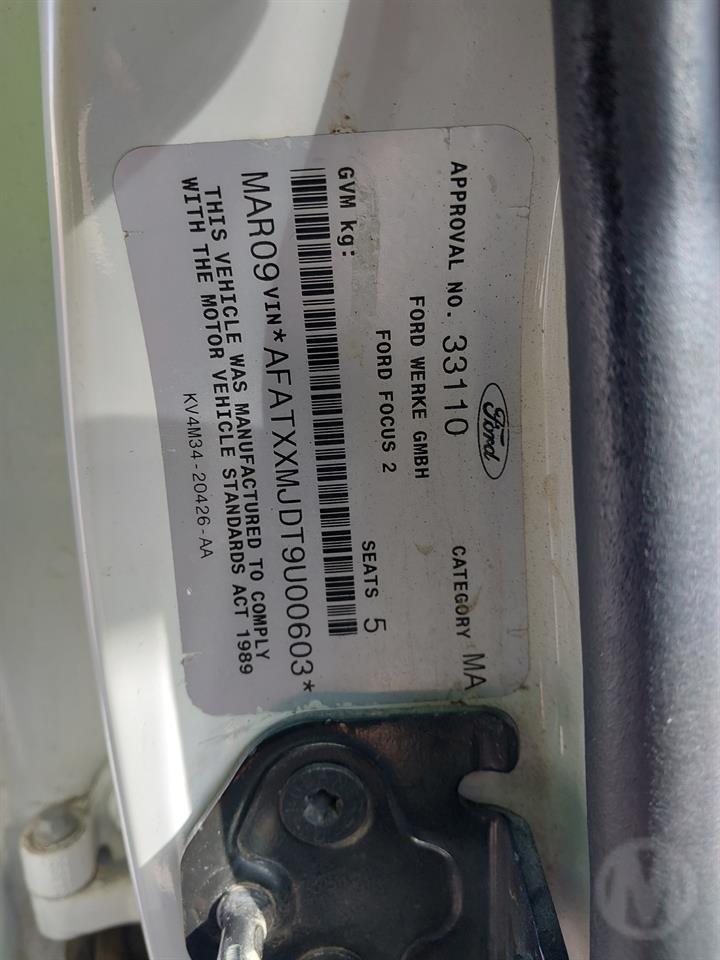 Ford
APPROVAL NO. 33110 CATEGORY MA
FORD WERKE GMBH
FORD FOCUS 2
GVM kg: SEATS 5
MAR09 VIN*AFATXXMJDT9U00603*
THIS VEHICLE WAS MANUFACTURED TO COMPLY
WITH THE MOTOR VEHICLE STANDARDS ACT 1989
KV4M34-20426-AA
M